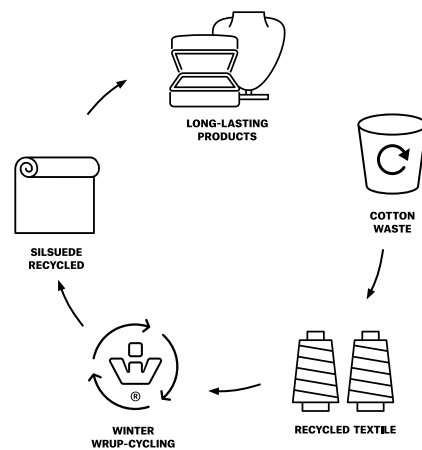 LONG-LASTING
PRODUCTS
COTTON
WASTE
SILSUEDE
RECYCLED
®
WINTER
WRUP-CYCLING
RECYCLED TEXTILE